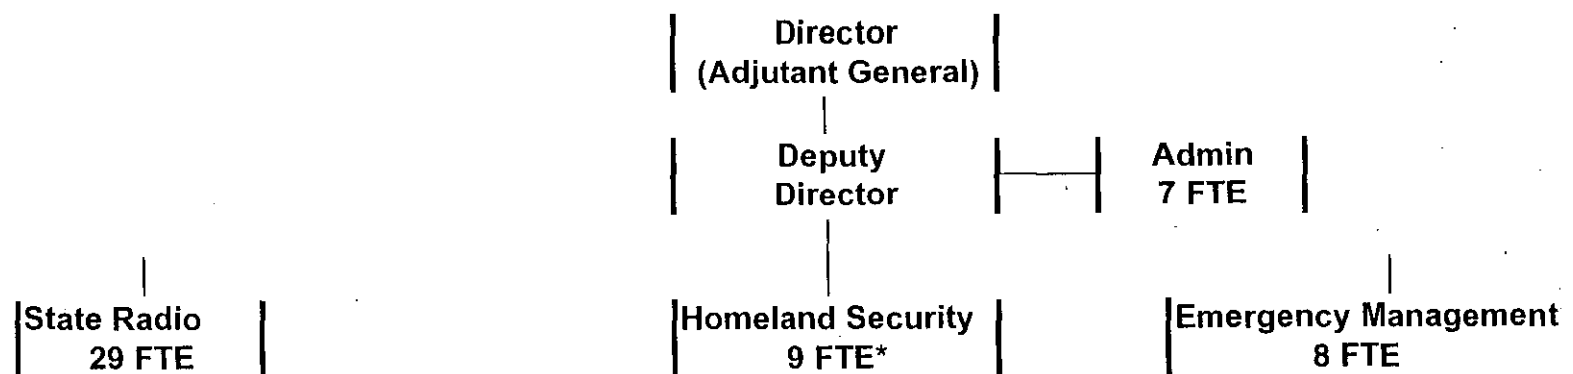 Director
(Adjutant General)
Deputy
Director
Admin
7 FTE
State Radio
29 FTE
Homeland Security
9 FTE*
Emergency Management
8 FTE